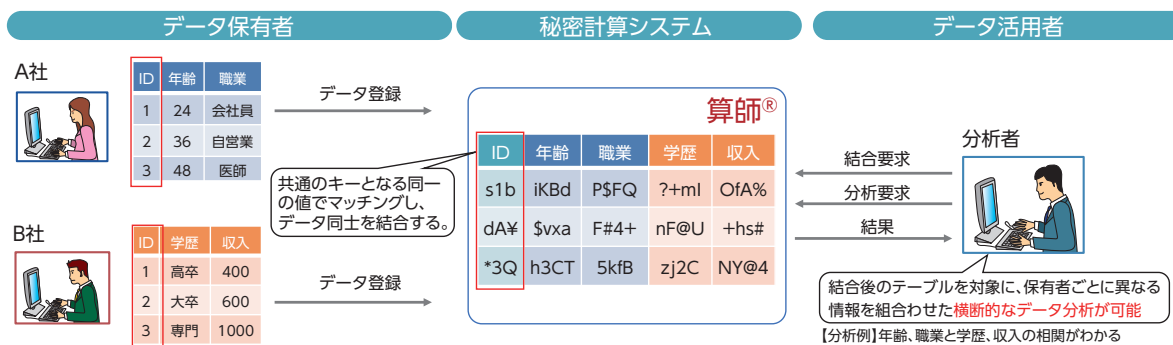 データ保有者
秘密計算システム
データ活用者
A社
ID 年齢 職業
1 24 会社員
2 36 自営業
3 48 医師
データ登録
B社
ID 学歴 収入
1 高卒 400
2 大卒 600
3 専門 1000
データ登録
共通のキーとなる同一
の値でマッチングし、
データ同士を結合する。
算師®
ID 年齢 職業 学歴 収入
s1b iKBd P$FQ ?+ml OfA%
dA¥ $vxa F#4+ nF@U +hs#
*3Q h3CT 5kfB zj2C NY@4
結合要求
分析要求
結果
分析者
結合後のテーブルを対象に、保有者ごとに異なる
情報を組合わせた横断的なデータ分析が可能
【分析例】年齢、職業と学歴、収入の相関がわかる